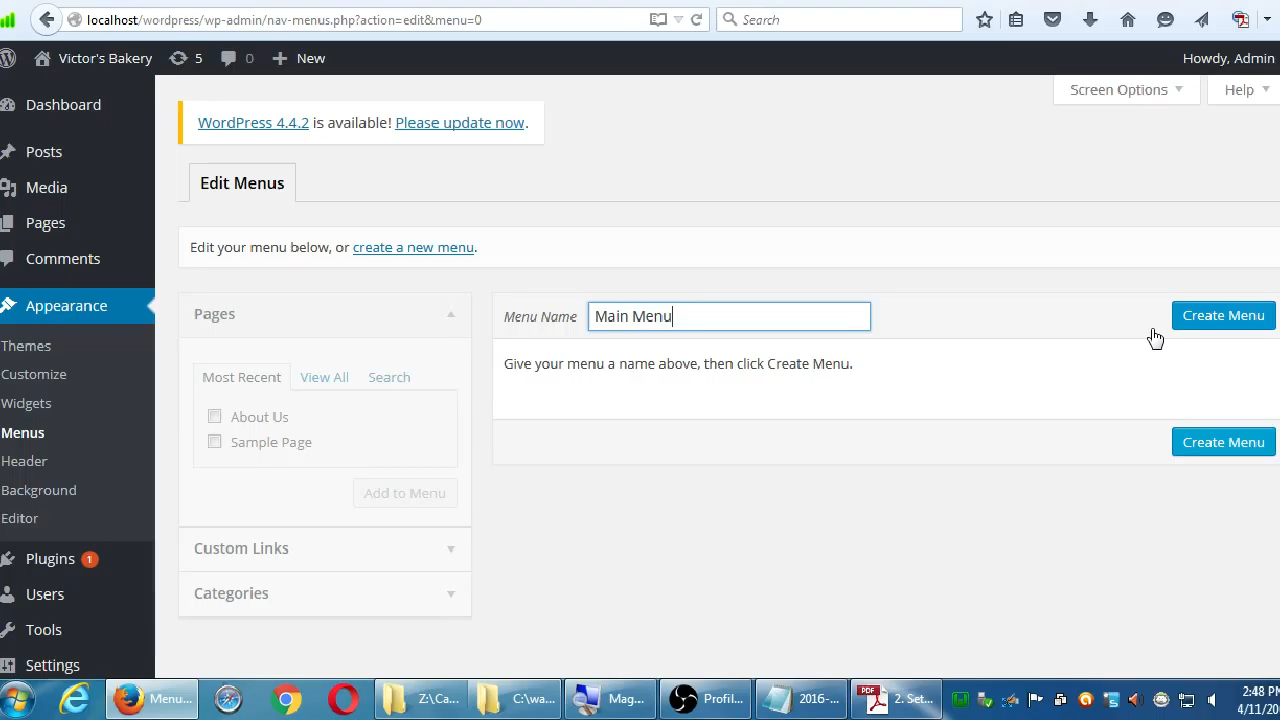 localhost/wordpress/wp-admin/nav-menus.php?action=edit&menu=0
Search
Victor's Bakery
5
0
New
Howdy, Admin
Dashboard
Posts
Media
Pages
Comments
Appearance
Themes
Customize
Widgets
Menus
Header
Background
Editor
Plugins 1
Users
Tools
Settings
Screen Options
Help
WordPress 4.4.2 is available! Please update now.
Edit Menus
Edit your menu below, or create a new menu.
Pages
Most Recent View All Search
About Us
Sample Page
Add to Menu
Custom Links
Categories
Menu Name Main Menu
Create Menu
Give your menu a name above, then click Create Menu.
Create Menu
Menu...
Z:\Ca...
C:\wa...
Mag...
Profil...
2016-...
PDF
2. Set...
2:48 PM
4/11/20